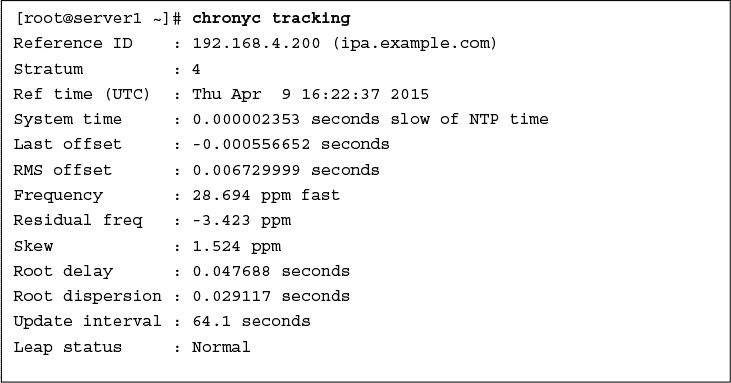 [root@server1 ~]# chronyc tracking
Reference ID    : 192.168.4.200 (ipa.example.com)
Stratum         : 4
Ref time (UTC)  : Thu Apr  9 16:22:37 2015
System time     : 0.000002353 seconds slow of NTP time
Last offset     : -0.000556652 seconds
RMS offset      : 0.006729999 seconds
Frequency       : 28.694 ppm fast
Residual freq   : -3.423 ppm
Skew            : 1.524 ppm
Root delay      : 0.047688 seconds
Root dispersion : 0.029117 seconds
Update interval : 64.1 seconds
Leap status     : Normal